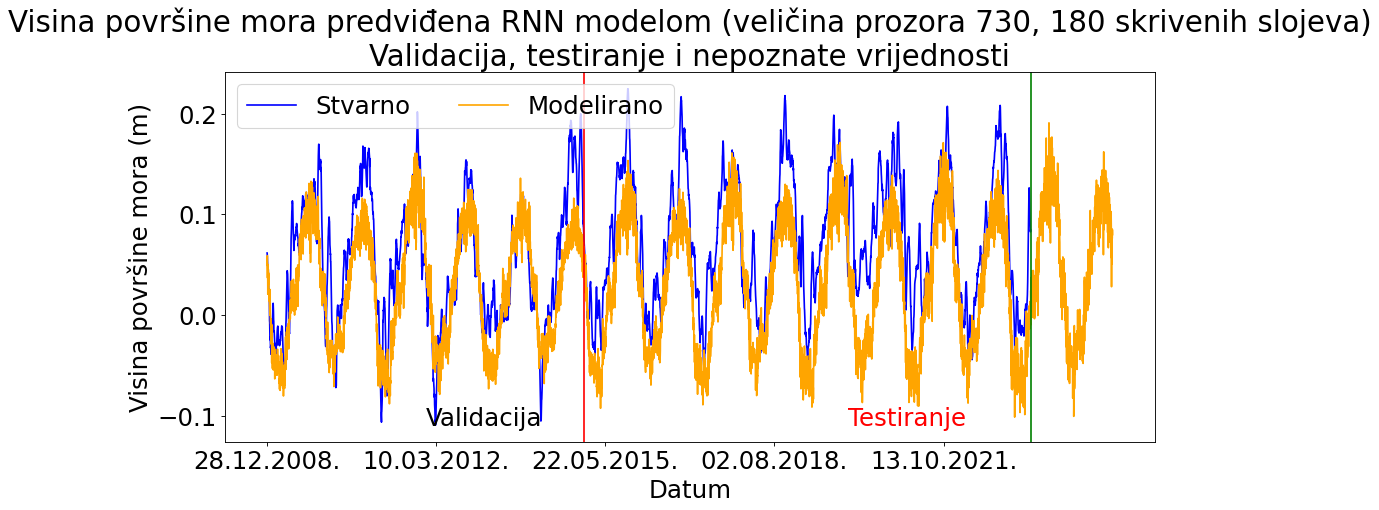 Visina površine mora predviđena RNN modelom (veličina prozora 730, 180 skrivenih slojeva)
Validacija, testiranje i nepoznate vrijednosti
Stvarno
Modelirano
Visina površine mora (m)
0.2
0.1
0.0
−0.1
Validacija
Testiranje
28.12.2008.
10.03.2012.
22.05.2015.
02.08.2018.
13.10.2021.
Datum